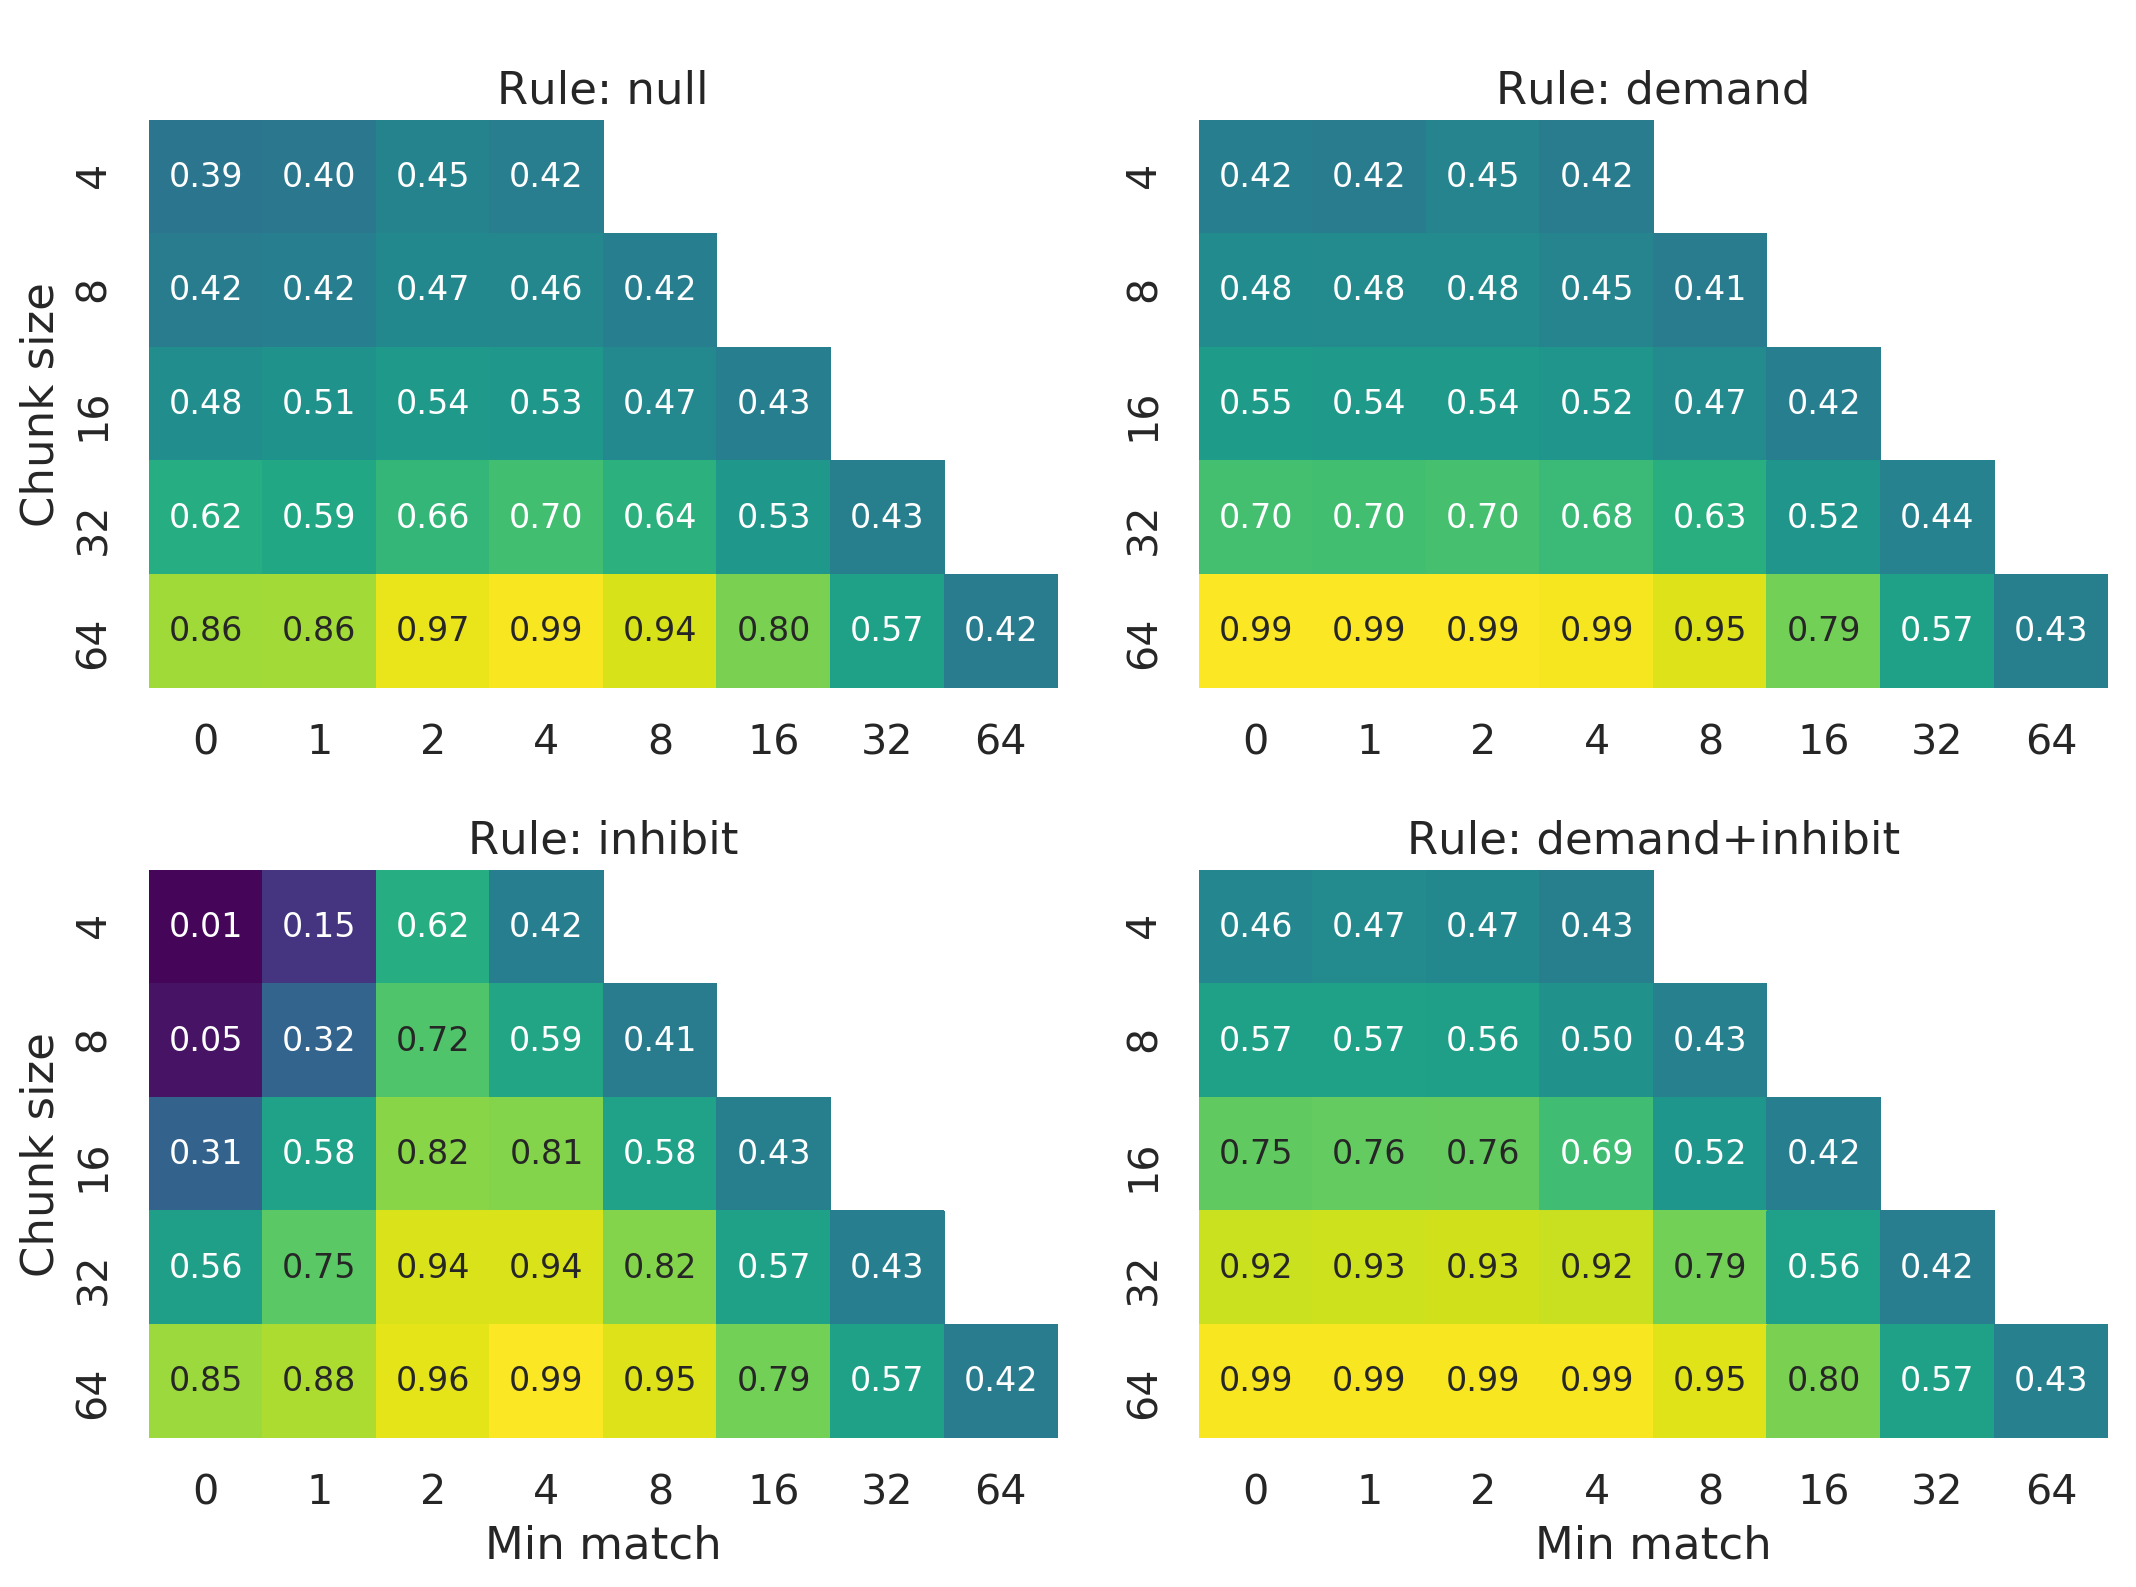 Rule: null
4 0.39 0.40 0.45 0.42
8 0.42 0.42 0.47 0.46 0.42
16 0.48 0.51 0.54 0.53 0.47 0.43
32 0.62 0.59 0.66 0.70 0.64 0.53 0.43
64 0.86 0.86 0.97 0.99 0.94 0.80 0.57 0.42
0 1 2 4 8 16 32 64
Chunk size
Rule: demand
4 0.42 0.42 0.45 0.42
8 0.48 0.48 0.48 0.45 0.41
16 0.55 0.54 0.54 0.52 0.47 0.42
32 0.70 0.70 0.70 0.68 0.63 0.52 0.44
64 0.99 0.99 0.99 0.99 0.95 0.79 0.57 0.43
0 1 2 4 8 16 32 64
Rule: inhibit
4 0.01 0.15 0.62 0.42
8 0.05 0.32 0.72 0.59 0.41
16 0.31 0.58 0.82 0.81 0.58 0.43
32 0.56 0.75 0.94 0.94 0.82 0.57 0.43
64 0.85 0.88 0.96 0.99 0.95 0.79 0.57 0.42
0 1 2 4 8 16 32 64
Chunk size
Min match
Rule: demand+inhibit
4 0.46 0.47 0.47 0.43
8 0.57 0.57 0.56 0.50 0.43
16 0.75 0.76 0.76 0.69 0.52 0.42
32 0.92 0.93 0.93 0.92 0.79 0.56 0.42
64 0.99 0.99 0.99 0.99 0.95 0.80 0.57 0.43
0 1 2 4 8 16 32 64
Min match